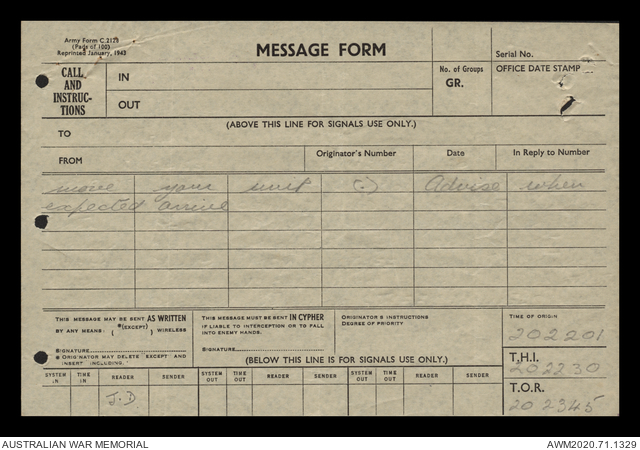 Army Form C.2128
(Pads of 100)
Reprinted January, 1943
MESSAGE FORM
Serial No.
CALL AND INSTRUC-TIONS
IN
OUT
No. of Groups
GR.
OFFICE DATE STAMP
(ABOVE THIS LINE FOR SIGNALS USE ONLY.)
TO
FROM
Originator's Number
Date
In Reply to Number
move your unit (.) Advise when
expected arrive
THIS MESSAGE MAY BE SENT AS WRITTEN
BY ANY MEANS: (*(EXCEPT)) WIRELESS
SIGNATURE
* ORIGINATOR MAY DELETE EXCEPT AND
INSERT INCLUDING.
THIS MESSAGE MUST BE SENT IN CYPHER
IF LIABLE TO INTERCEPTION OR TO FALL
INTO ENEMY HANDS.
SIGNATURE
ORIGINATOR'S INSTRUCTIONS
DEGREE OF PRIORITY
TIME OF ORIGIN
202201
(BELOW THIS LINE IS FOR SIGNALS USE ONLY.)
T.H.I.
202230
SYSTEM IN TIME IN READER SENDER SYSTEM OUT TIME OUT READER SENDER SYSTEM OUT TIME OUT READER SENDER
J.D
T.O.R.
20 2345
AUSTRALIAN WAR MEMORIAL
AWM2020.71.1329